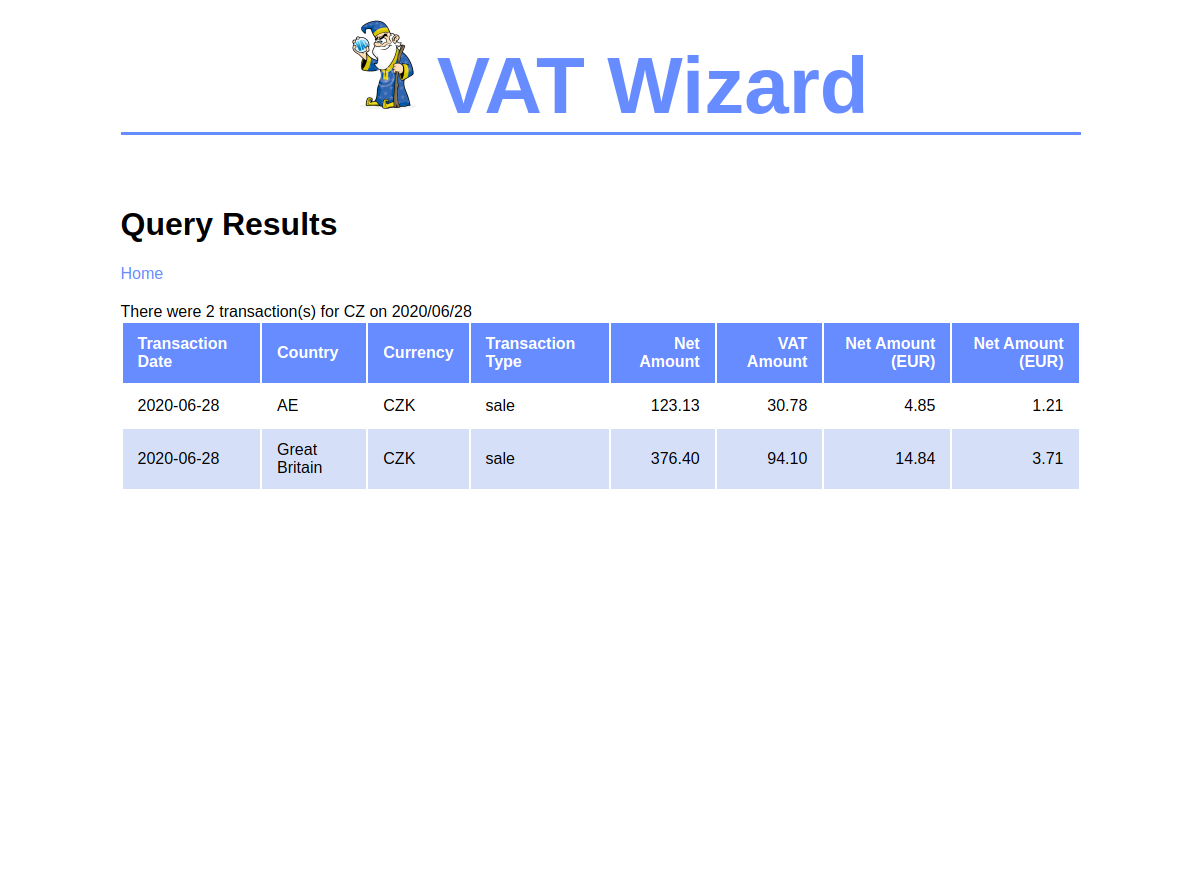 VAT Wizard
Query Results
Home
There were 2 transaction(s) for CZ on 2020/06/28
Transaction Date Country Currency Transaction Type Net Amount VAT Amount Net Amount (EUR) Net Amount (EUR)
2020-06-28 AE CZK sale 123.13 30.78 4.85 1.21
2020-06-28 Great Britain CZK sale 376.40 94.10 14.84 3.71